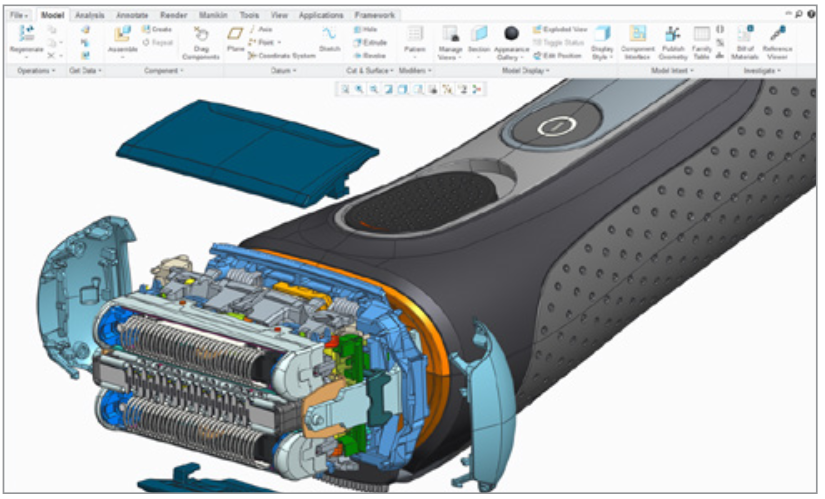 File Model Analysis Annotate Render Manikin Tools View Applications Framework
Regenerate
Assemble
Create
Repeat
Drag
Components
Plane
Axis
Point
Coordinate System
Sketch
Hole
Extrude
Revolve
Pattern
Manage
Views
Section
Appearance
Gallery
Exploded View
Toggle Status
Edit Position
Display
Style
Component
Interface
Publish
Geometry
Family
Table
Bill of
Materials
Reference
Viewer
Operations Get Data Component Datum Cut & Surface Modifiers Model Display Model Intent Investigate